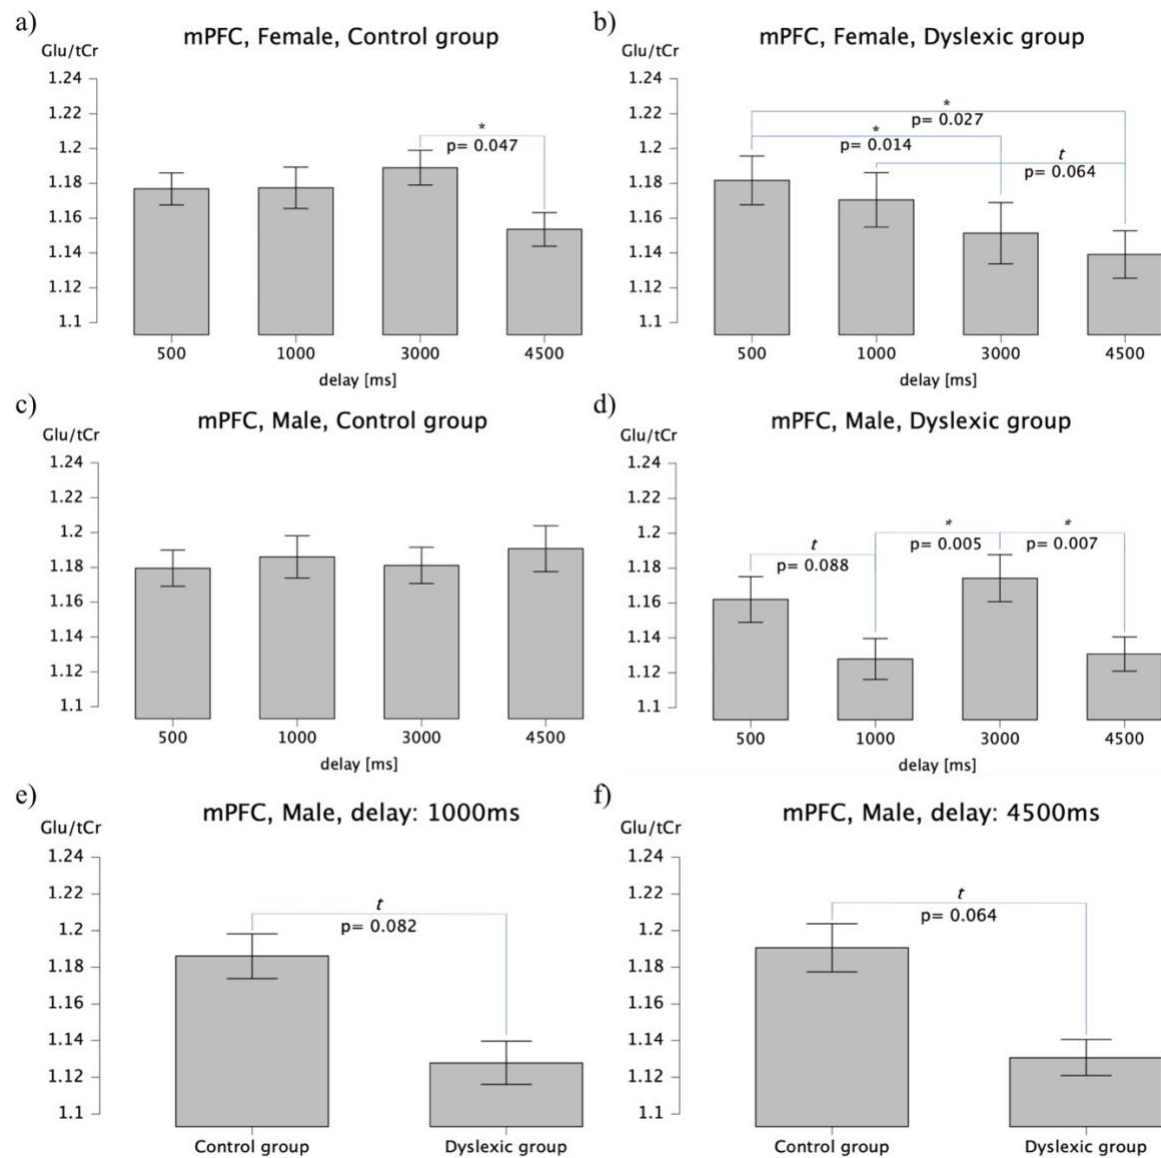 a)
mPFC, Female, Control group
Glu/tCr
1.24
1.22
1.2
1.18
1.16
1.14
1.12
1.1
*
p= 0.047
500 1000 3000 4500
delay [ms]
b)
mPFC, Female, Dyslexic group
Glu/tCr
1.24
1.22
1.2
1.18
1.16
1.14
1.12
1.1
*
p= 0.027
*
p= 0.014
t
p= 0.064
500 1000 3000 4500
delay [ms]
c)
mPFC, Male, Control group
Glu/tCr
1.24
1.22
1.2
1.18
1.16
1.14
1.12
1.1
500 1000 3000 4500
delay [ms]
d)
mPFC, Male, Dyslexic group
Glu/tCr
1.24
1.22
1.2
1.18
1.16
1.14
1.12
1.1
t
p= 0.088
*
p= 0.005
*
p= 0.007
500 1000 3000 4500
delay [ms]
e)
mPFC, Male, delay: 1000ms
Glu/tCr
1.24
1.22
1.2
1.18
1.16
1.14
1.12
1.1
t
p= 0.082
Control group Dyslexic group
f)
mPFC, Male, delay: 4500ms
Glu/tCr
1.24
1.22
1.2
1.18
1.16
1.14
1.12
1.1
t
p= 0.064
Control group Dyslexic group